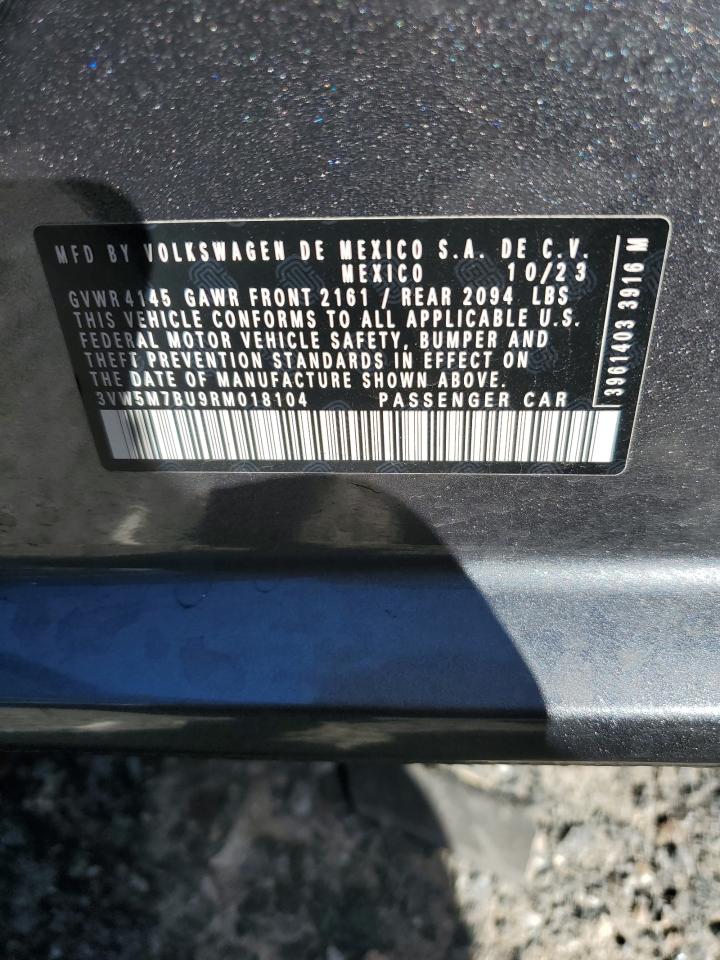 MFD BY VOLKSWAGEN DE MEXICO S.A. DE C.V.
MEXICO 10/23
GVWR 4145 GAWR FRONT 2161 / REAR 2094 LBS
THIS VEHICLE CONFORMS TO ALL APPLICABLE U.S.
FEDERAL MOTOR VEHICLE SAFETY, BUMPER AND
THEFT PREVENTION STANDARDS IN EFFECT ON
THE DATE OF MANUFACTURE SHOWN ABOVE.
3VW5M7BU9RM018104 PASSENGER CAR
3961403 3916 M